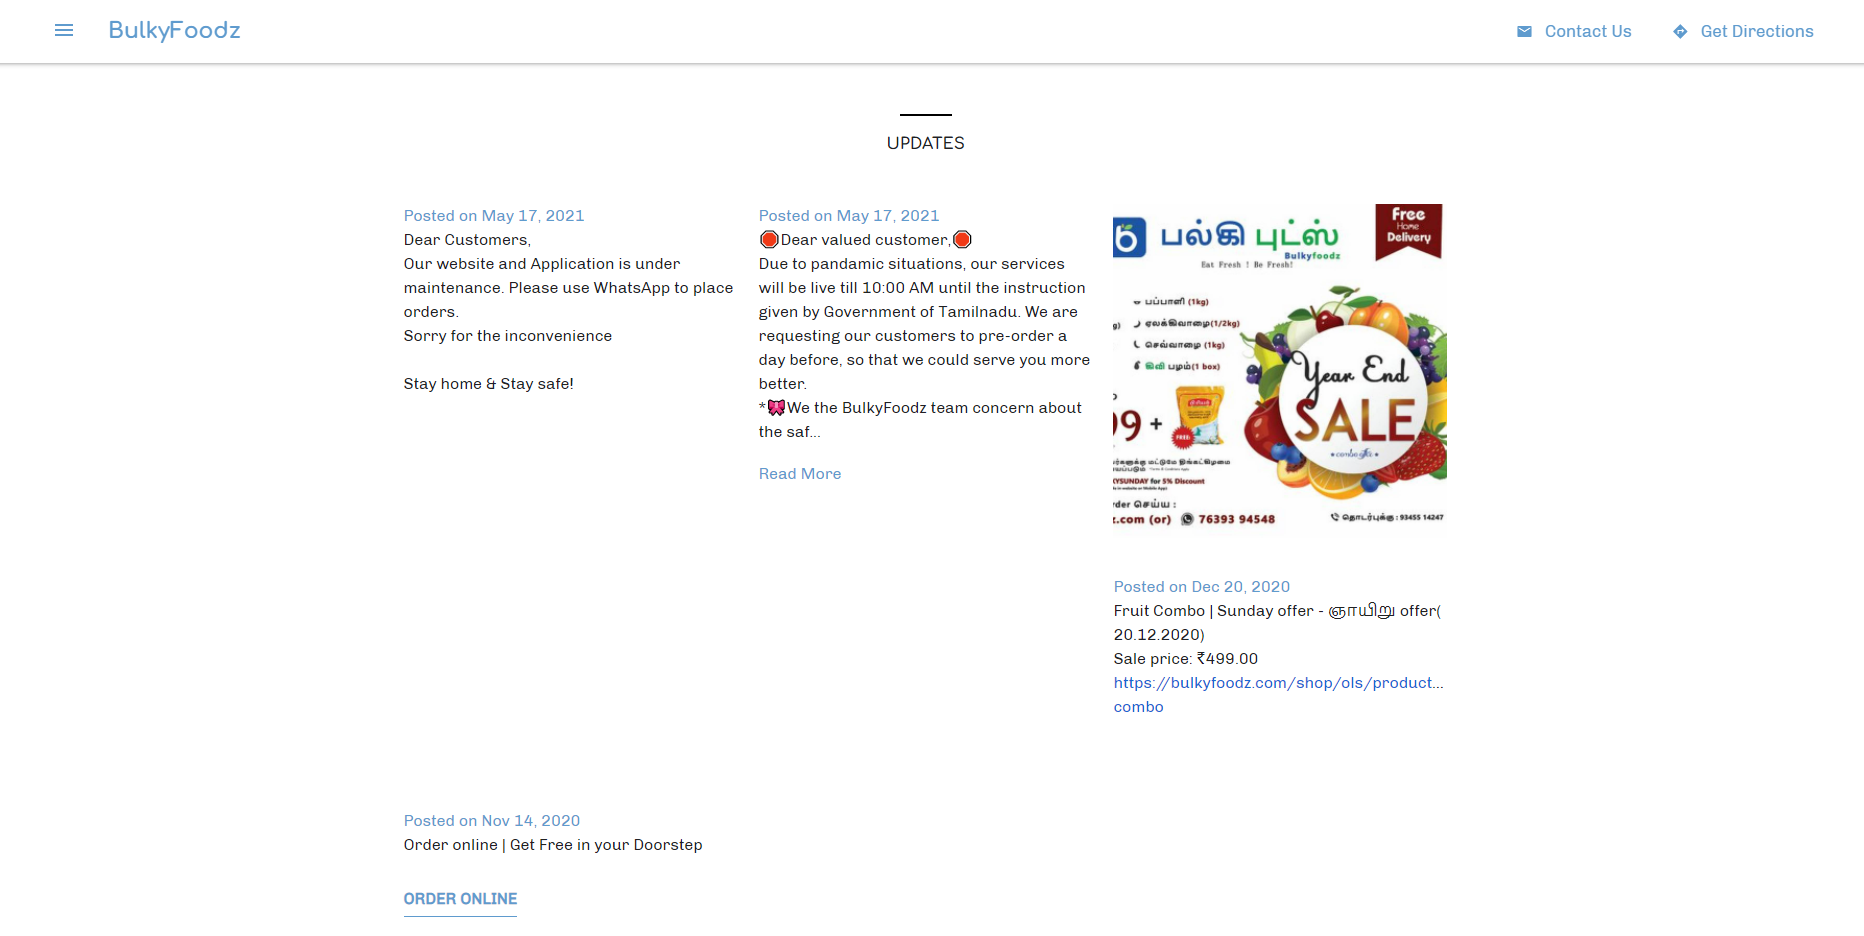 BulkyFoodz
Contact Us
Get Directions
UPDATES
Posted on May 17, 2021
Dear Customers,
Our website and Application is under
maintenance. Please use WhatsApp to place
orders.
Sorry for the inconvenience
Stay home & Stay safe!
Posted on May 17, 2021
🛑Dear valued customer,🛑
Due to pandamic situations, our services
will be live till 10:00 AM until the instruction
given by Government of Tamilnadu. We are
requesting our customers to pre-order a
day before, so that we could serve you more
better.
*🎀We the BulkyFoodz team concern about
the saf...
Read More
பல்கி புட்ஸ்
Bulkyfoodz
Eat Fresh ! Be Fresh!
Free
Home
Delivery
பப்பாளி (1kg)
ஏலக்கிவாழை(1/2kg)
செவ்வாழை (1kg)
கிவி பழம்(1 box)
Year End
SALE
99 +
FREE
KYSUNDAY for 5% Discount
rder செய்ய :
z.com (or) 76393 94548
தொடர்புக்கு : 93455 14247
Posted on Dec 20, 2020
Fruit Combo | Sunday offer - ஞாயிறு offer(
20.12.2020)
Sale price: ₹499.00
https://bulkyfoodz.com/shop/ols/product...
combo
Posted on Nov 14, 2020
Order online | Get Free in your Doorstep
ORDER ONLINE